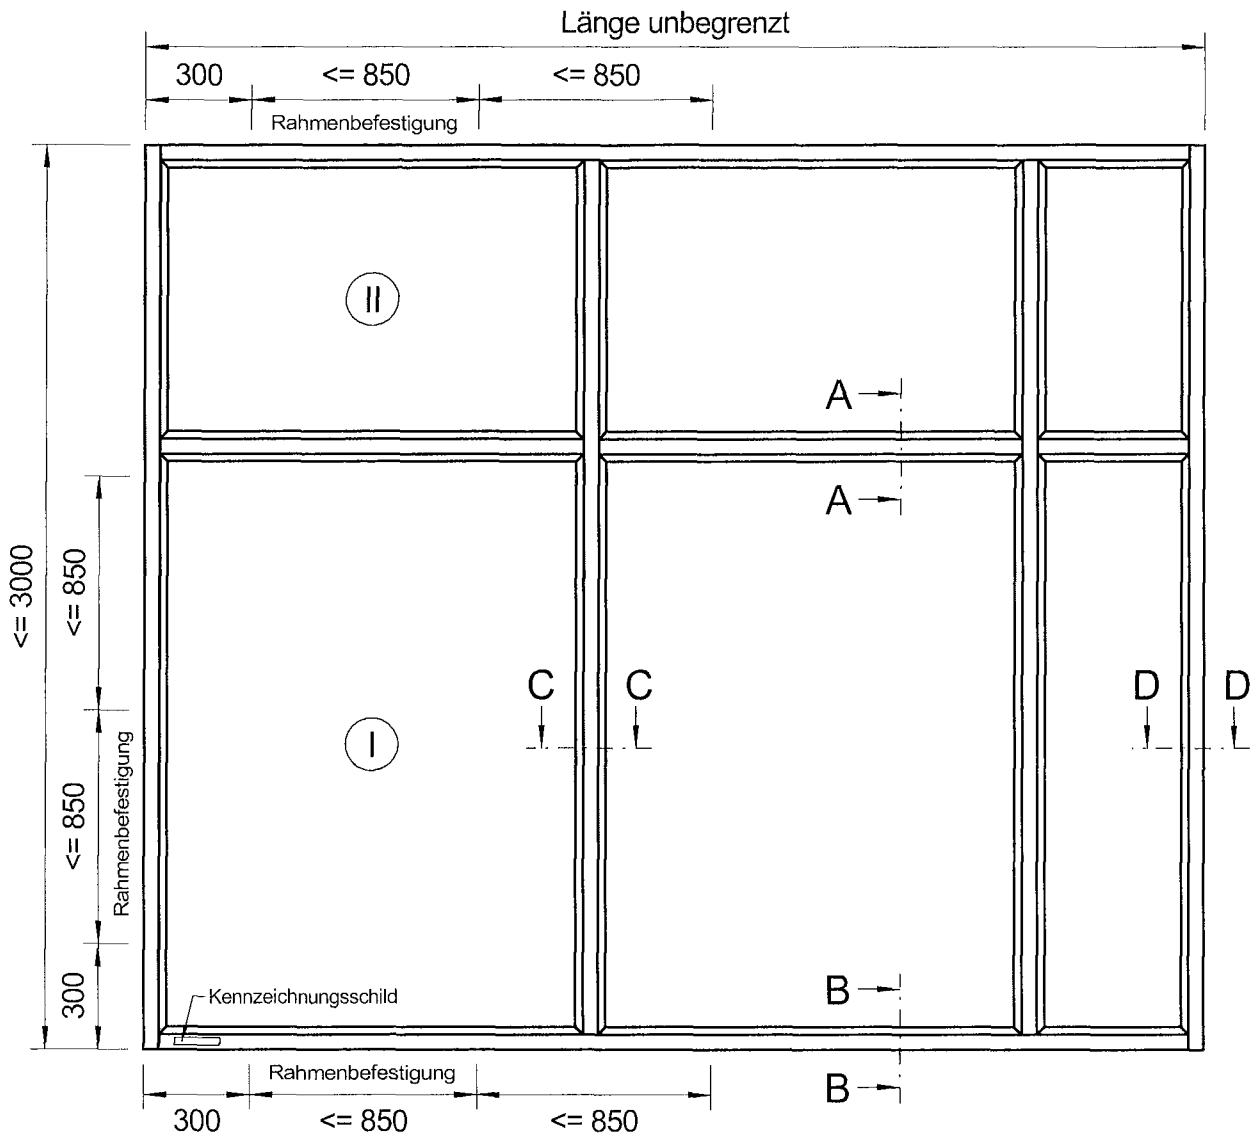 Länge unbegrenzt
300
<= 850
<= 850
Rahmenbefestigung
II
A
A
<= 3000
<= 850
C
C
D
D
I
<= 850
Rahmenbefestigung
300
Kennzeichnungsschild
B
B
Rahmenbefestigung
300
<= 850
<= 850